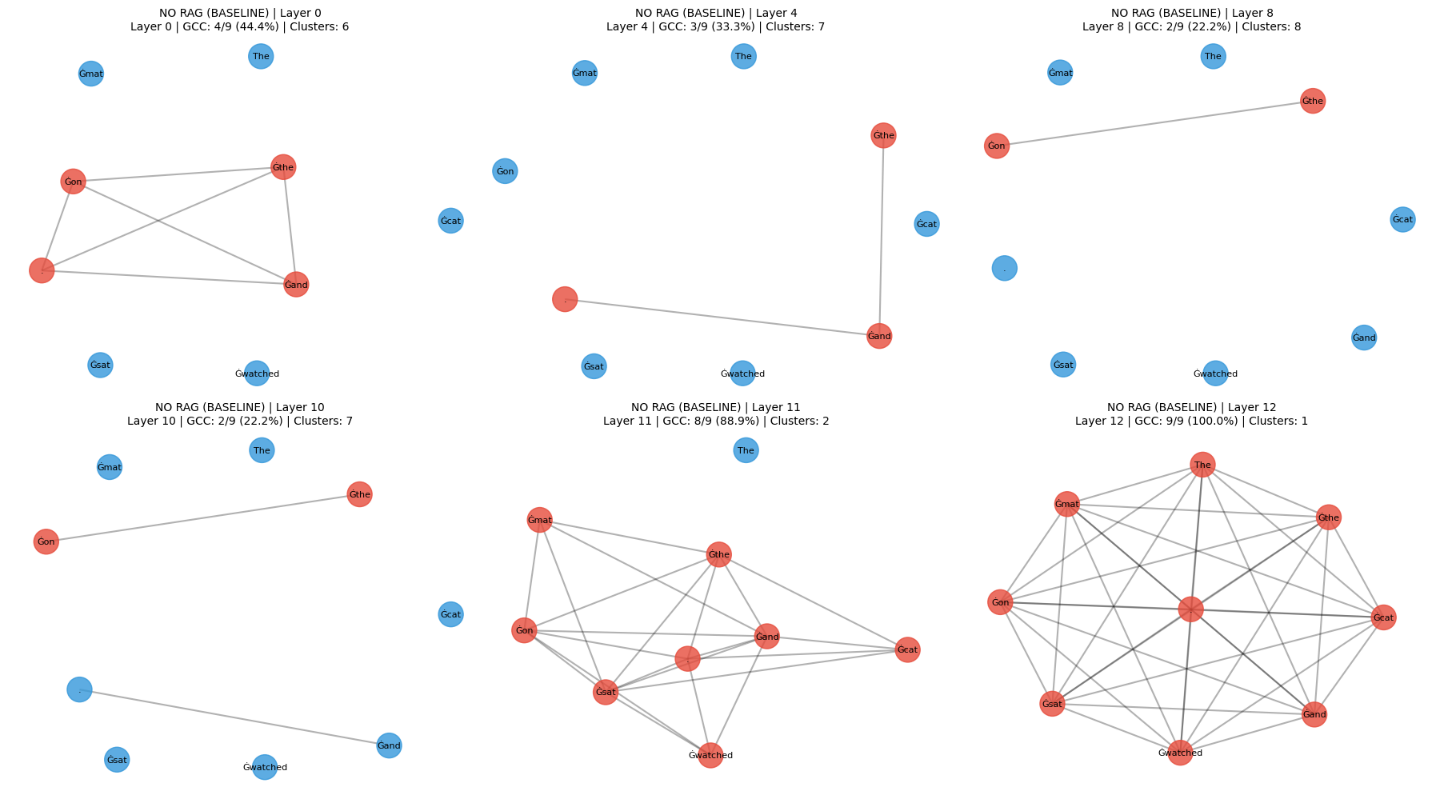 NO RAG (BASELINE) | Layer 0
Layer 0 | GCC: 4/9 (44.4%) | Clusters: 6
The
Ġmat
Ġthe
Ġon
Ġcat
Ġand
Ġsat
Ġwatched
NO RAG (BASELINE) | Layer 4
Layer 4 | GCC: 3/9 (33.3%) | Clusters: 7
The
Ġmat
Ġthe
Ġon
Ġcat
Ġand
Ġsat
Ġwatched
NO RAG (BASELINE) | Layer 8
Layer 8 | GCC: 2/9 (22.2%) | Clusters: 8
The
Ġmat
Ġthe
Ġon
Ġcat
Ġand
Ġsat
Ġwatched
NO RAG (BASELINE) | Layer 10
Layer 10 | GCC: 2/9 (22.2%) | Clusters: 7
The
Ġmat
Ġthe
Ġon
Ġcat
Ġand
Ġsat
Ġwatched
NO RAG (BASELINE) | Layer 11
Layer 11 | GCC: 8/9 (88.9%) | Clusters: 2
The
Ġmat
Ġthe
Ġon
Ġand
Ġcat
Ġsat
Ġwatched
NO RAG (BASELINE) | Layer 12
Layer 12 | GCC: 9/9 (100.0%) | Clusters: 1
The
Ġmat
Ġthe
Ġon
Ġcat
Ġsat
Ġand
Ġwatched